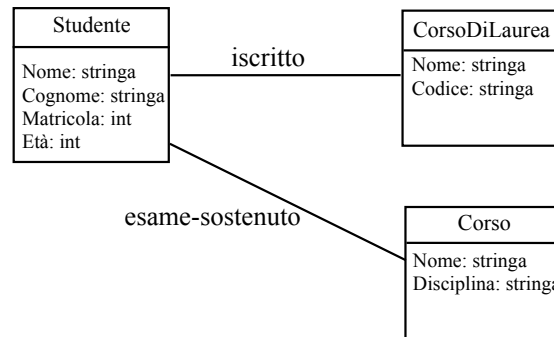 Studente
Nome: stringa
Cognome: stringa
Matricola: int
Età: int
iscritto
CorsoDiLaurea
Nome: stringa
Codice: stringa
esame-sostenuto
Corso
Nome: stringa
Disciplina: stringa